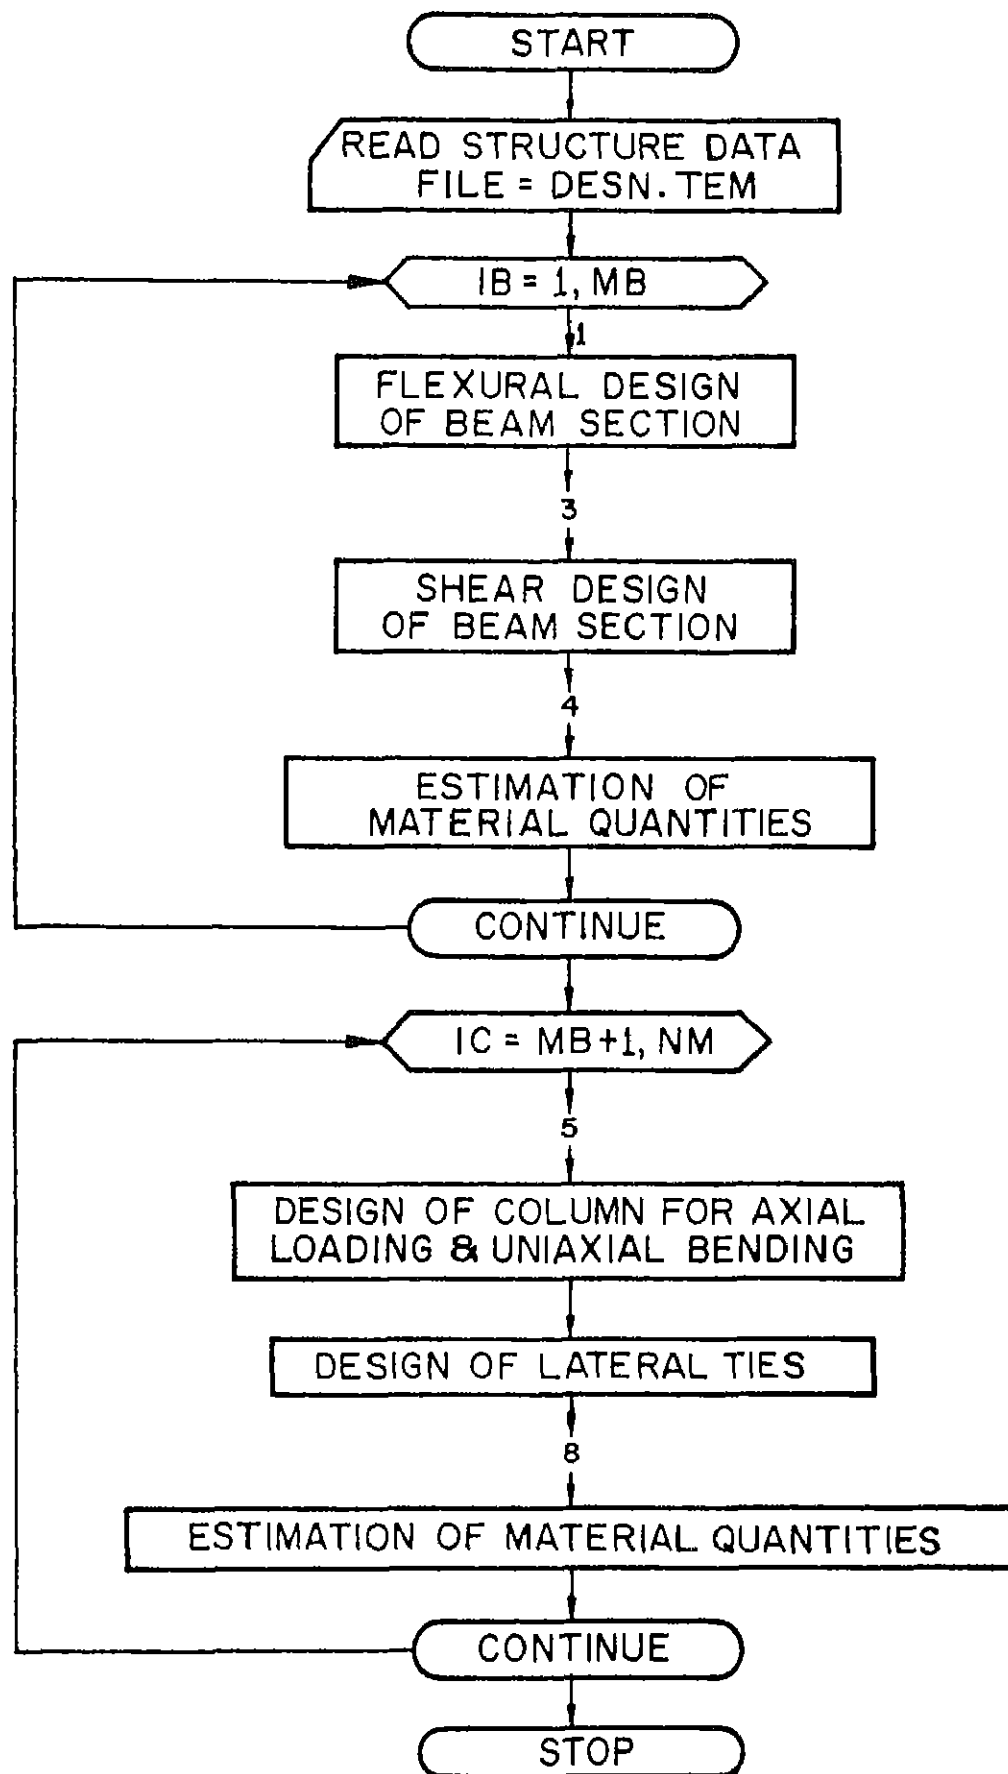 START
READ STRUCTURE DATA
FILE = DESN. TEM
IB = 1, MB
1
FLEXURAL DESIGN
OF BEAM SECTION
3
SHEAR DESIGN
OF BEAM SECTION
4
ESTIMATION OF
MATERIAL QUANTITIES
CONTINUE
IC = MB+1, NM
5
DESIGN OF COLUMN FOR AXIAL
LOADING & UNIAXIAL BENDING
DESIGN OF LATERAL TIES
8
ESTIMATION OF MATERIAL QUANTITIES
CONTINUE
STOP